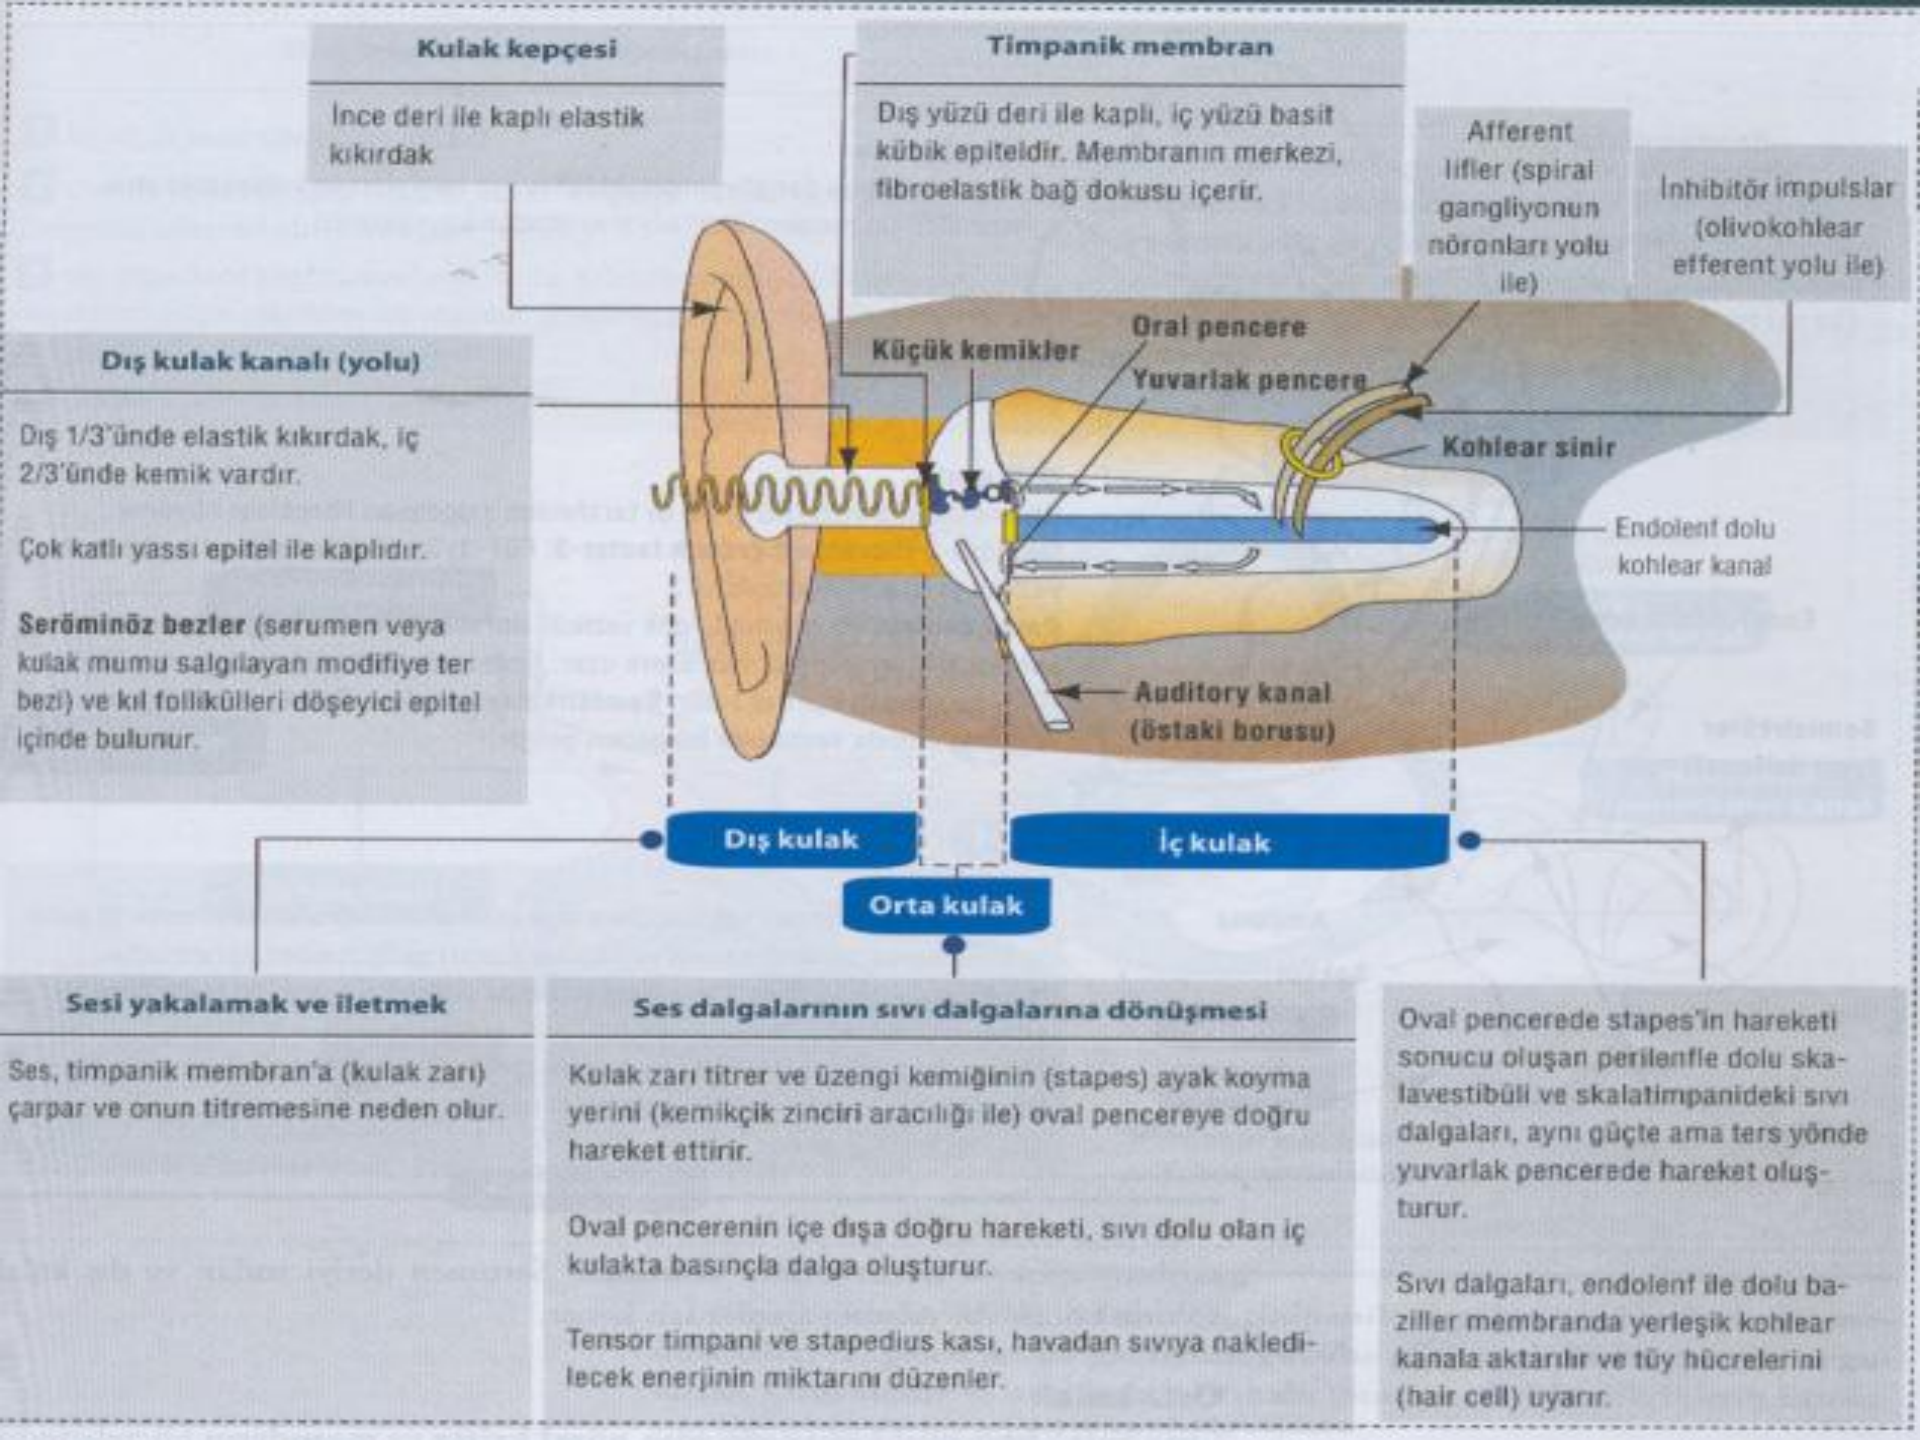 Kulak kepçesi
İnce deri ile kaplı elastik
kıkırdak
Timpanik membran
Dış yüzü deri ile kaplı, iç yüzü basit
kübik epiteldir. Membranın merkezi,
fibroelastik bağ dokusu içerir.
Afferent
lifler (spiral
gangliyonun
nöronları yolu
ile)
İnhibitör impulslar
(olivokohlear
efferent yolu ile)
Dış kulak kanalı (yolu)
Dış 1/3'ünde elastik kıkırdak, iç
2/3'ünde kemik vardır.
Çok katlı yassı epitel ile kaplıdır.
Seröminöz bezler (serumen veya
kulak mumu salgılayan modifiye ter
bezi) ve kıl follikülleri döşeyici epitel
içinde bulunur.
Küçük kemikler
Oral pencere
Yuvarlak pencere
Kohlear sinir
Endolenf dolu
kohlear kanal
Auditory kanal
(östaki borusu)
Dış kulak
İç kulak
Orta kulak
Sesi yakalamak ve iletmek
Ses, timpanik membran'a (kulak zarı)
çarpar ve onun titremesine neden olur.
Ses dalgalarının sıvı dalgalarına dönüşmesi
Kulak zarı titrer ve üzengi kemiğinin (stapes) ayak koyma
yerini (kemikçik zinciri aracılığı ile) oval pencereye doğru
hareket ettirir.
Oval pencerenin içe dışa doğru hareketi, sıvı dolu olan iç
kulakta basınçla dalga oluşturur.
Tensor timpani ve stapedius kası, havadan sıvıya nakledi-
lecek enerjinin miktarını düzenler.
Oval pencerede stapes'in hareketi
sonucu oluşan perilenfle dolu ska-
lavestibüli ve skalatimpanideki sıvı
dalgaları, aynı güçte ama ters yönde
yuvarlak pencerede hareket oluş-
turur.
Sıvı dalgaları, endolenf ile dolu ba-
ziller membranda yerleşik kohlear
kanala aktarılır ve tüy hücrelerini
(hair cell) uyarır.